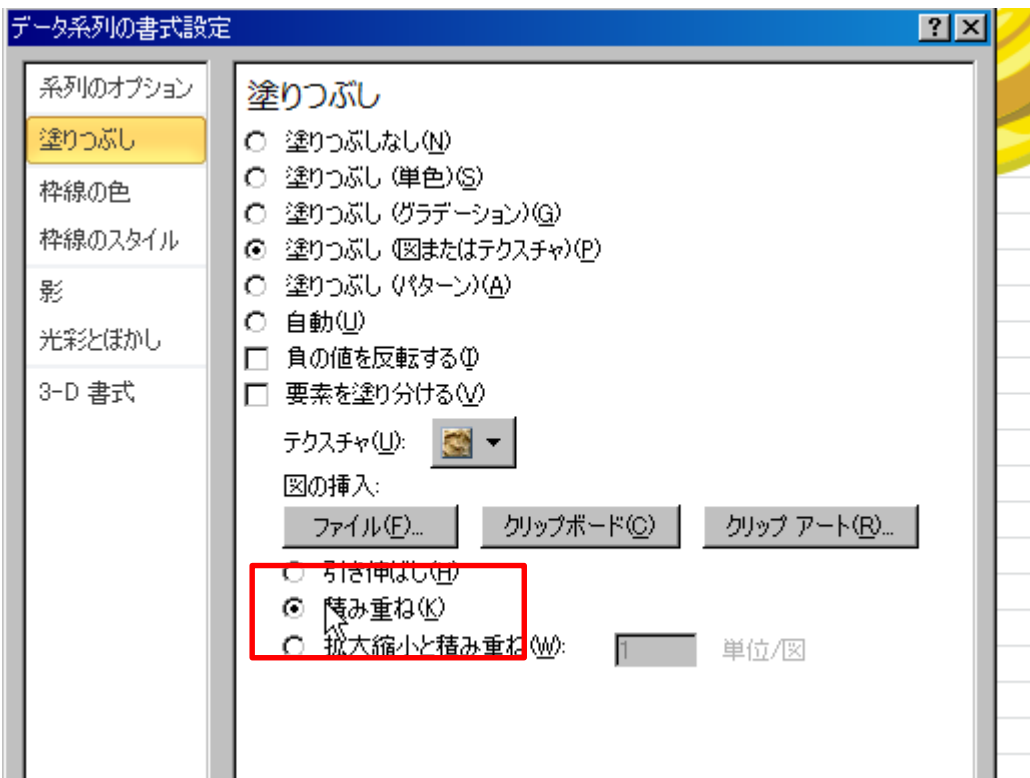 データ系列の書式設定
系列のオプション
塗りつぶし
枠線の色
枠線のスタイル
影
光彩とぼかし
3-D 書式
塗りつぶし
塗りつぶしなし(N)
塗りつぶし (単色)(S)
塗りつぶし (グラデーション)(G)
塗りつぶし (図またはテクスチャ)(P)
塗りつぶし (パターン)(A)
自動(U)
負の値を反転する(I)
要素を塗り分ける(V)
テクスチャ(U):
図の挿入:
ファイル(F)... クリップボード(C) クリップ アート(R)...
引き伸ばし(H)
積み重ね(K)
拡大縮小と積み重ね(W): 1 単位/図